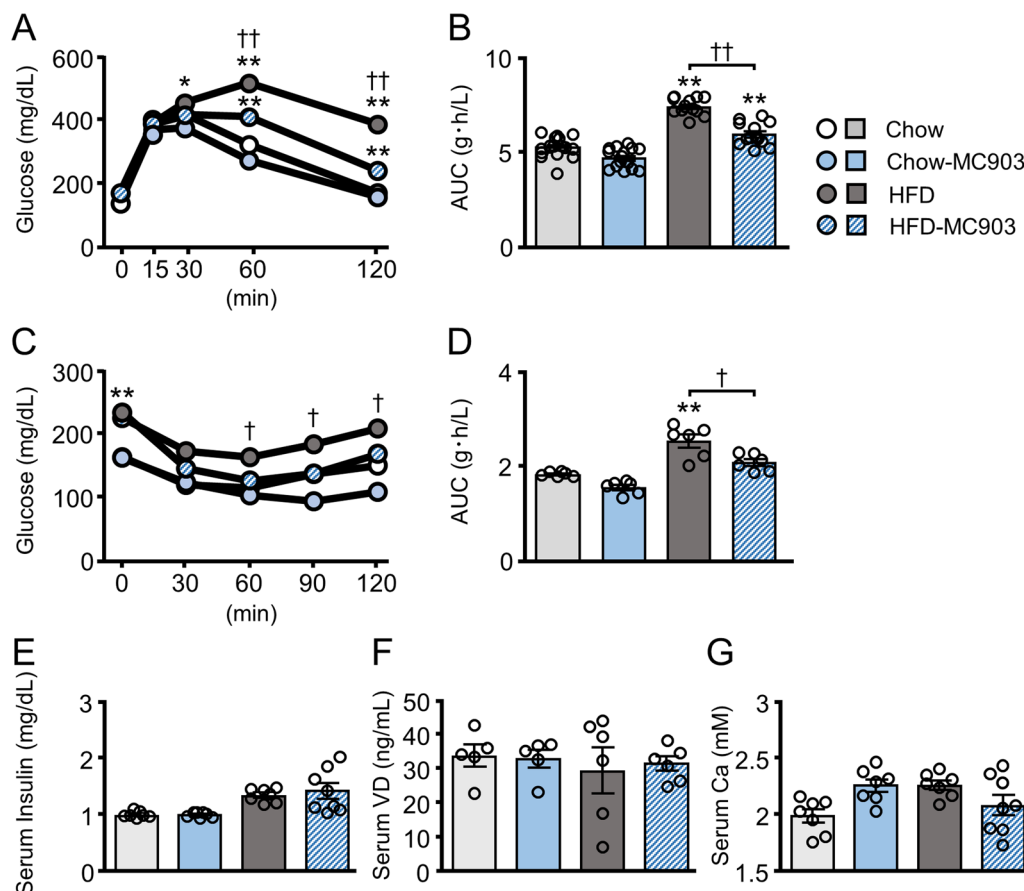 A
Glucose (mg/dL)
600
400
200
0
0 15 30 60 120
(min)
*
††
**
**
††
**
**
B
AUC (g·h/L)
10
5
0
**
††
**
Chow
Chow-MC903
HFD
HFD-MC903
C
Glucose (mg/dL)
300
200
100
0
0 30 60 90 120
(min)
**
†
†
†
D
AUC (g·h/L)
4
2
0
**
†
E
Serum Insulin (mg/dL)
3
2
1
0
F
Serum VD (ng/mL)
50
40
30
20
10
0
G
Serum Ca (mM)
3
2.5
2
1.5